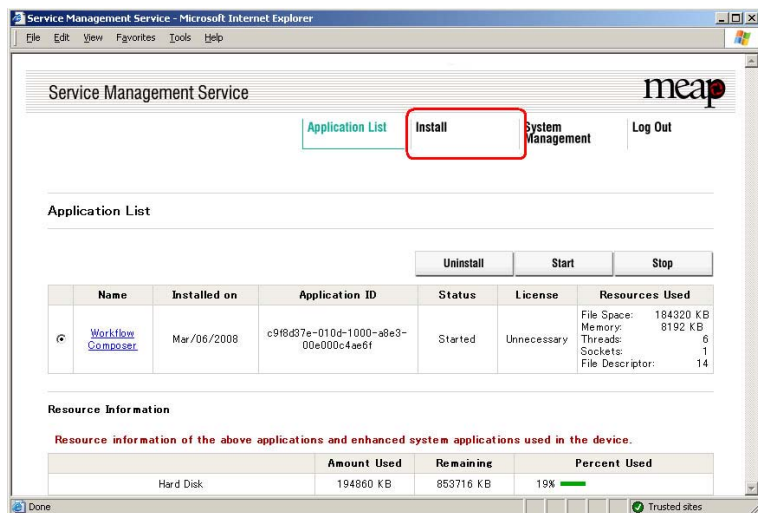 Service Management Service - Microsoft Internet Explorer
File Edit View Favorites Tools Help
Service Management Service
meap
Application List
Install
System Management
Log Out
Application List
Uninstall Start Stop
Name Installed on Application ID Status License Resources Used
Workflow Composer Mar/06/2008 c9f8d37e-010d-1000-a8e3-00e000c4ae6f Started Unnecessary
File Space: 184320 KB
Memory: 8192 KB
Threads: 6
Sockets: 1
File Descriptor: 14
Resource Information
Resource information of the above applications and enhanced system applications used in the device.
Amount Used Remaining Percent Used
Hard Disk 194860 KB 853716 KB 19%
Done Trusted sites